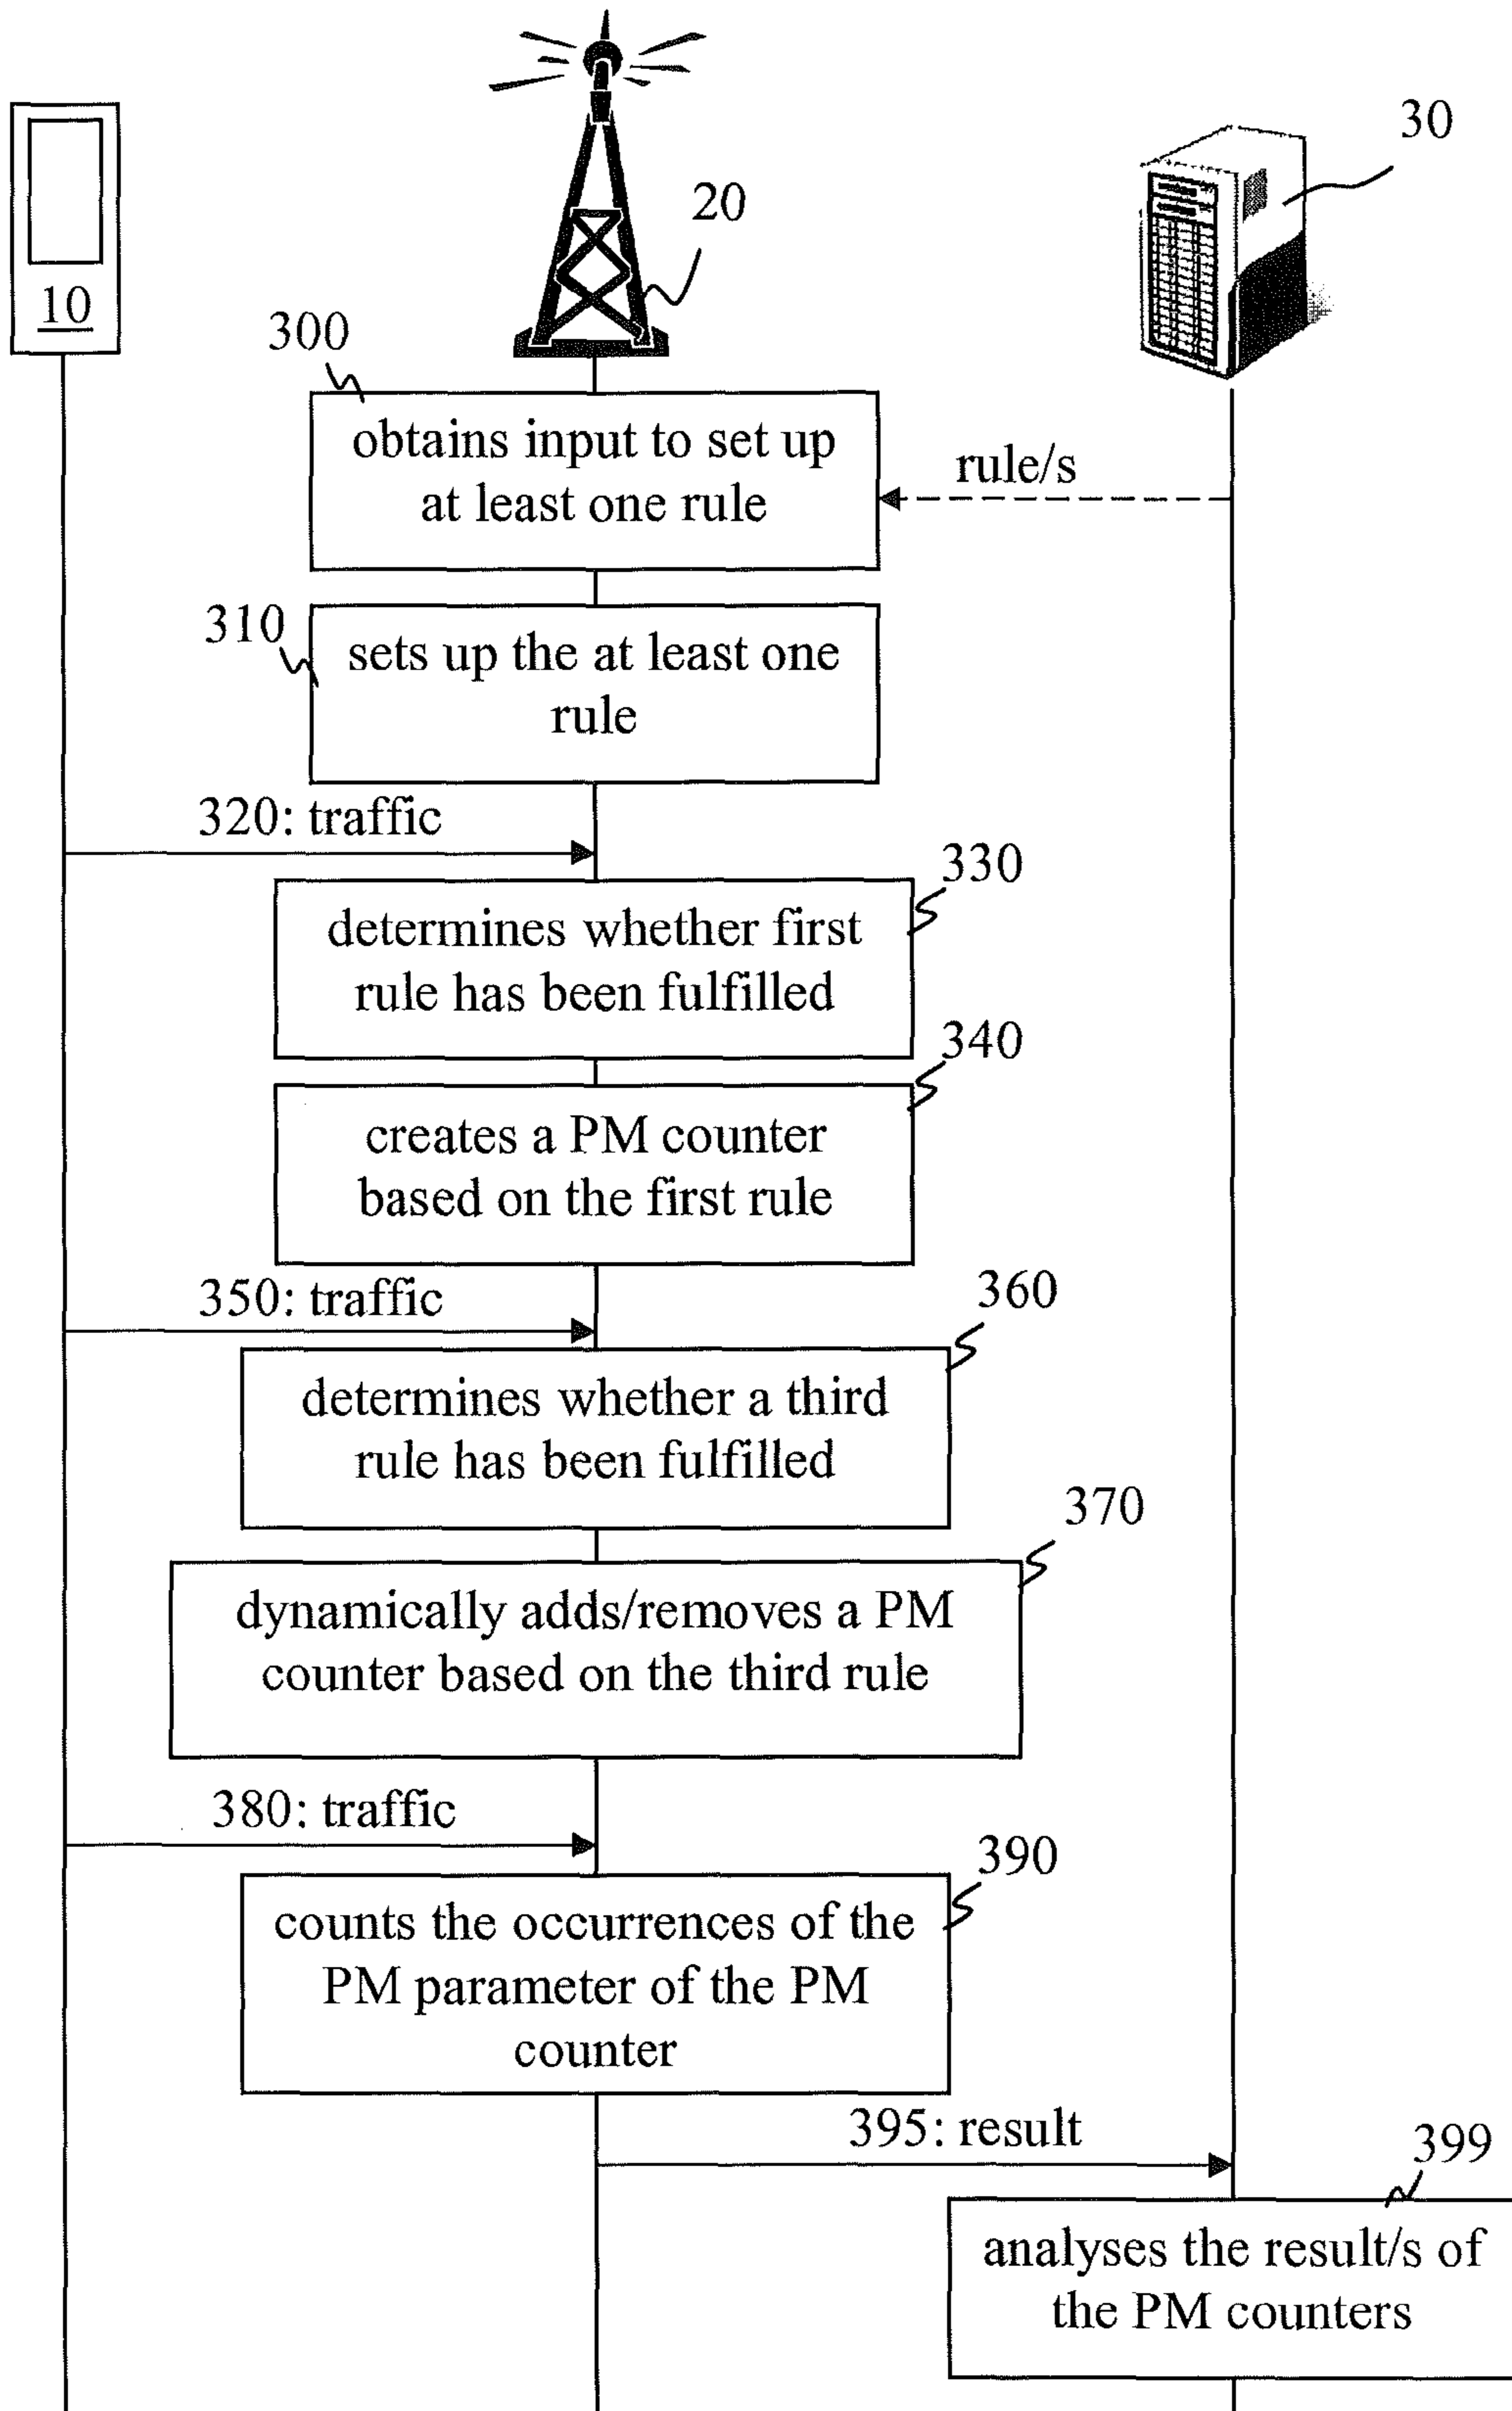 30
20
10
300
obtains input to set up
at least one rule
rule/s
310
sets up the at least one
rule
320: traffic
330
determines whether first
rule has been fulfilled
340
creates a PM counter
based on the first rule
350: traffic
360
determines whether a third
rule has been fulfilled
370
dynamically adds/removes a PM
counter based on the third rule
380: traffic
390
counts the occurrences of the
PM parameter of the PM
counter
395: result
399
analyses the result/s of
the PM counters